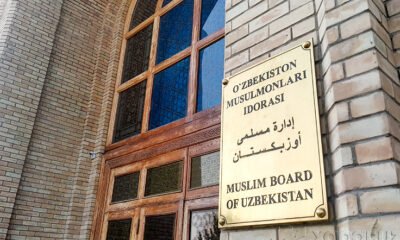 O'ZBEKISTON
MUSULMONLARI
IDORASI
إدارة مسلمي
أوزبكستان
MUSLIM BOARD
OF UZBEKISTAN